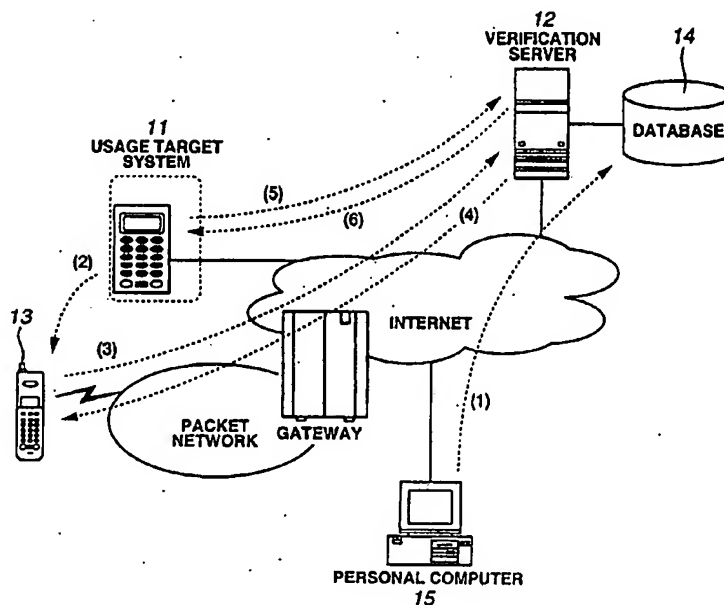 12
VERIFICATION
SERVER
14
DATABASE
11
USAGE TARGET
SYSTEM
(5)
(6)
(4)
(2)
13
(3)
INTERNET
(1)
PACKET
NETWORK
GATEWAY
PERSONAL COMPUTER
15